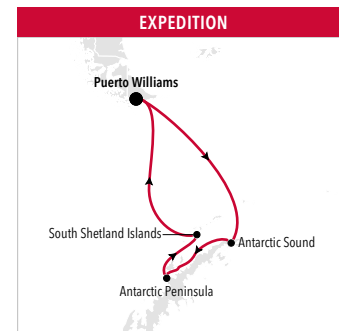 EXPEDITION
Puerto Williams
South Shetland Islands
Antarctic Sound
Antarctic Peninsula